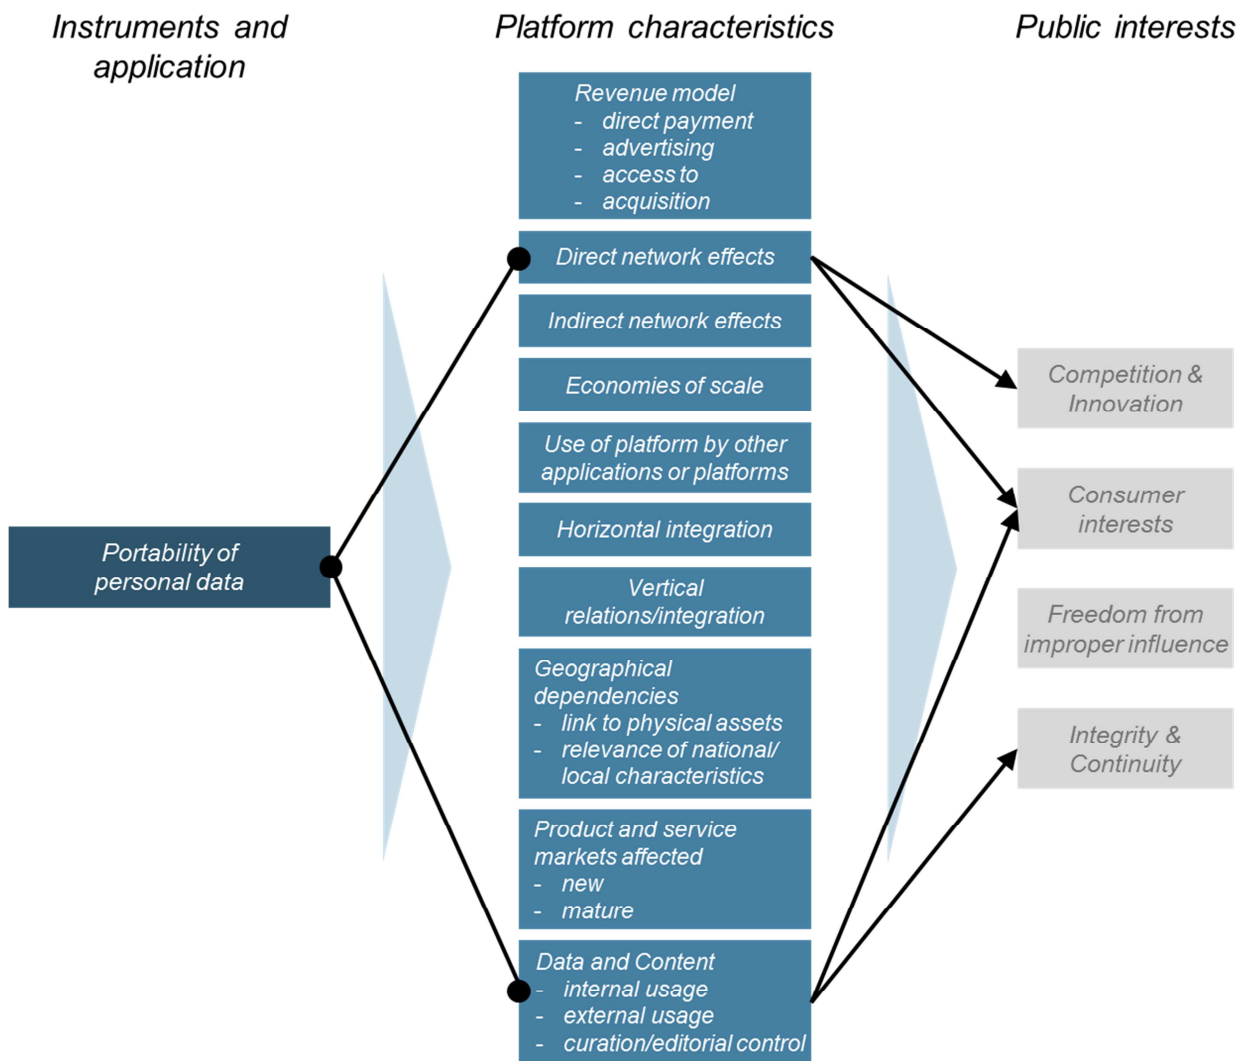 Instruments and
application
Platform characteristics
Public interests
Portability of
personal data
Revenue model
- direct payment
- advertising
- access to
- acquisition
Direct network effects
Indirect network effects
Economies of scale
Use of platform by other
applications or platforms
Horizontal integration
Vertical
relations/integration
Geographical
dependencies
- link to physical assets
- relevance of national/
local characteristics
Product and service
markets affected
- new
- mature
Data and Content
- internal usage
- external usage
- curation/editorial control
Competition &
Innovation
Consumer
interests
Freedom from
improper influence
Integrity &
Continuity